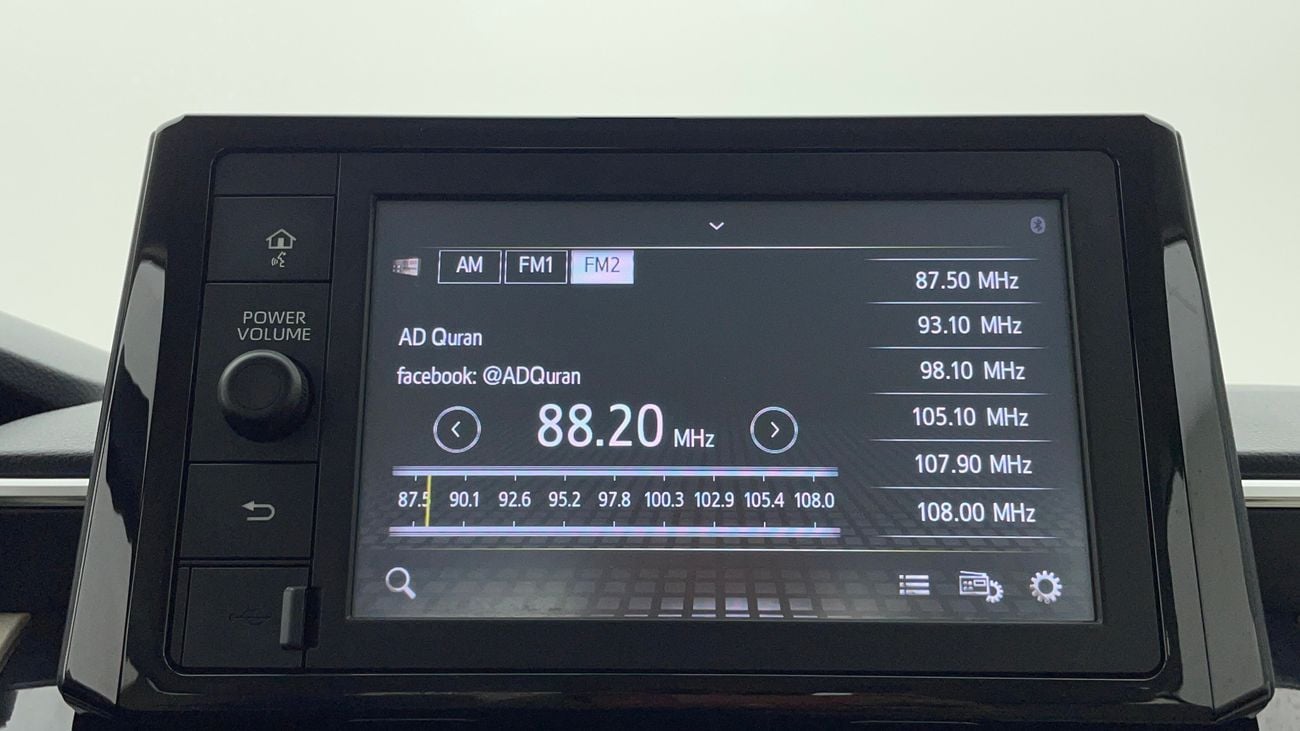 POWER
VOLUME
AM FM1 FM2
AD Quran
facebook: @ADQuran
88.20 MHz
87.5 90.1 92.6 95.2 97.8 100.3 102.9 105.4 108.0
87.50 MHz
93.10 MHz
98.10 MHz
105.10 MHz
107.90 MHz
108.00 MHz